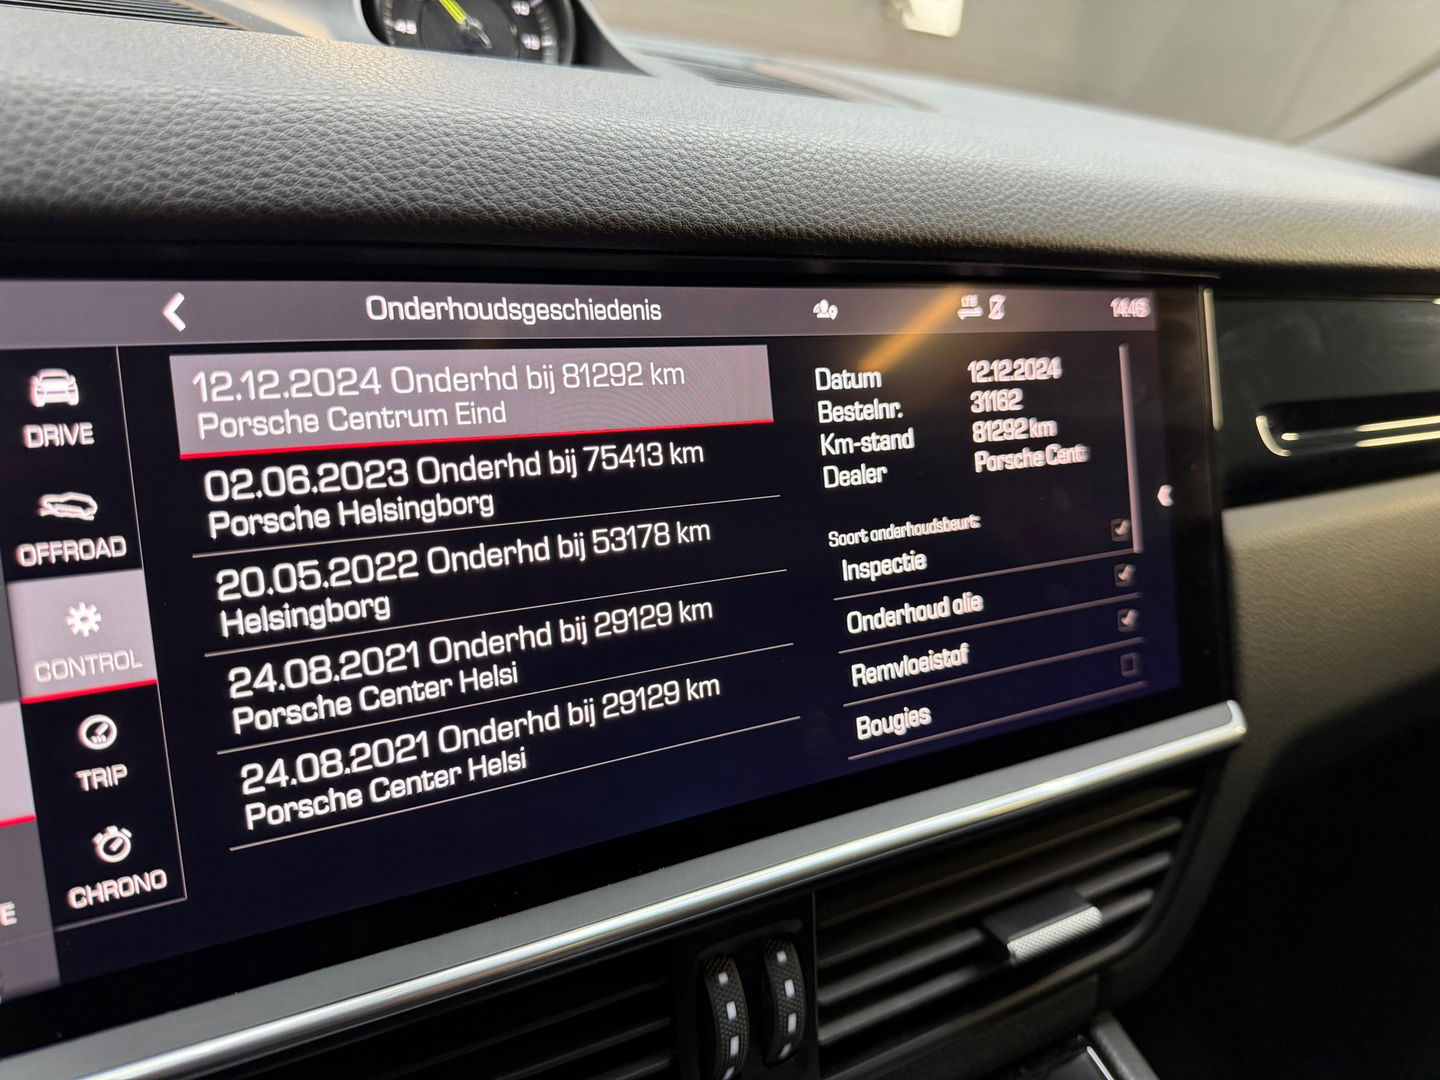 Onderhoudsgeschiedenis
LTE
14:46
DRIVE
OFFROAD
CONTROL
TRIP
CHRONO
E
12.12.2024 Onderhd bij 81292 km
Porsche Centrum Eind
02.06.2023 Onderhd bij 75413 km
Porsche Helsingborg
20.05.2022 Onderhd bij 53178 km
Helsingborg
24.08.2021 Onderhd bij 29129 km
Porsche Center Helsi
24.08.2021 Onderhd bij 29129 km
Porsche Center Helsi
Datum 12.12.2024
Bestelnr. 31162
Km-stand 81292 km
Dealer Porsche Cent
Soort onderhoudsbeurt:
Inspectie
Onderhoud olie
Remvloeistof
Bougies